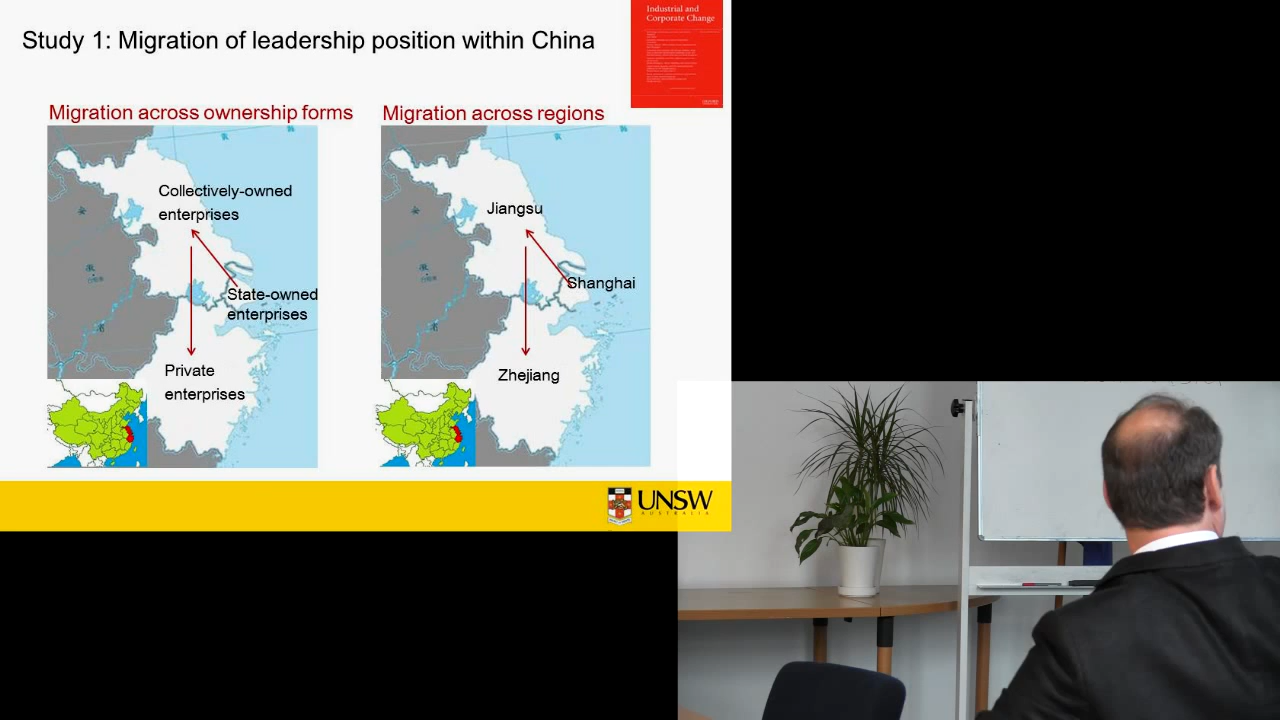 Study 1: Migration of leadership position within China
Industrial and
Corporate Change
Migration across ownership forms
Collectively-owned
enterprises
State-owned
enterprises
Private
enterprises
Migration across regions
Jiangsu
Shanghai
Zhejiang
UNSW
AUSTRALIA